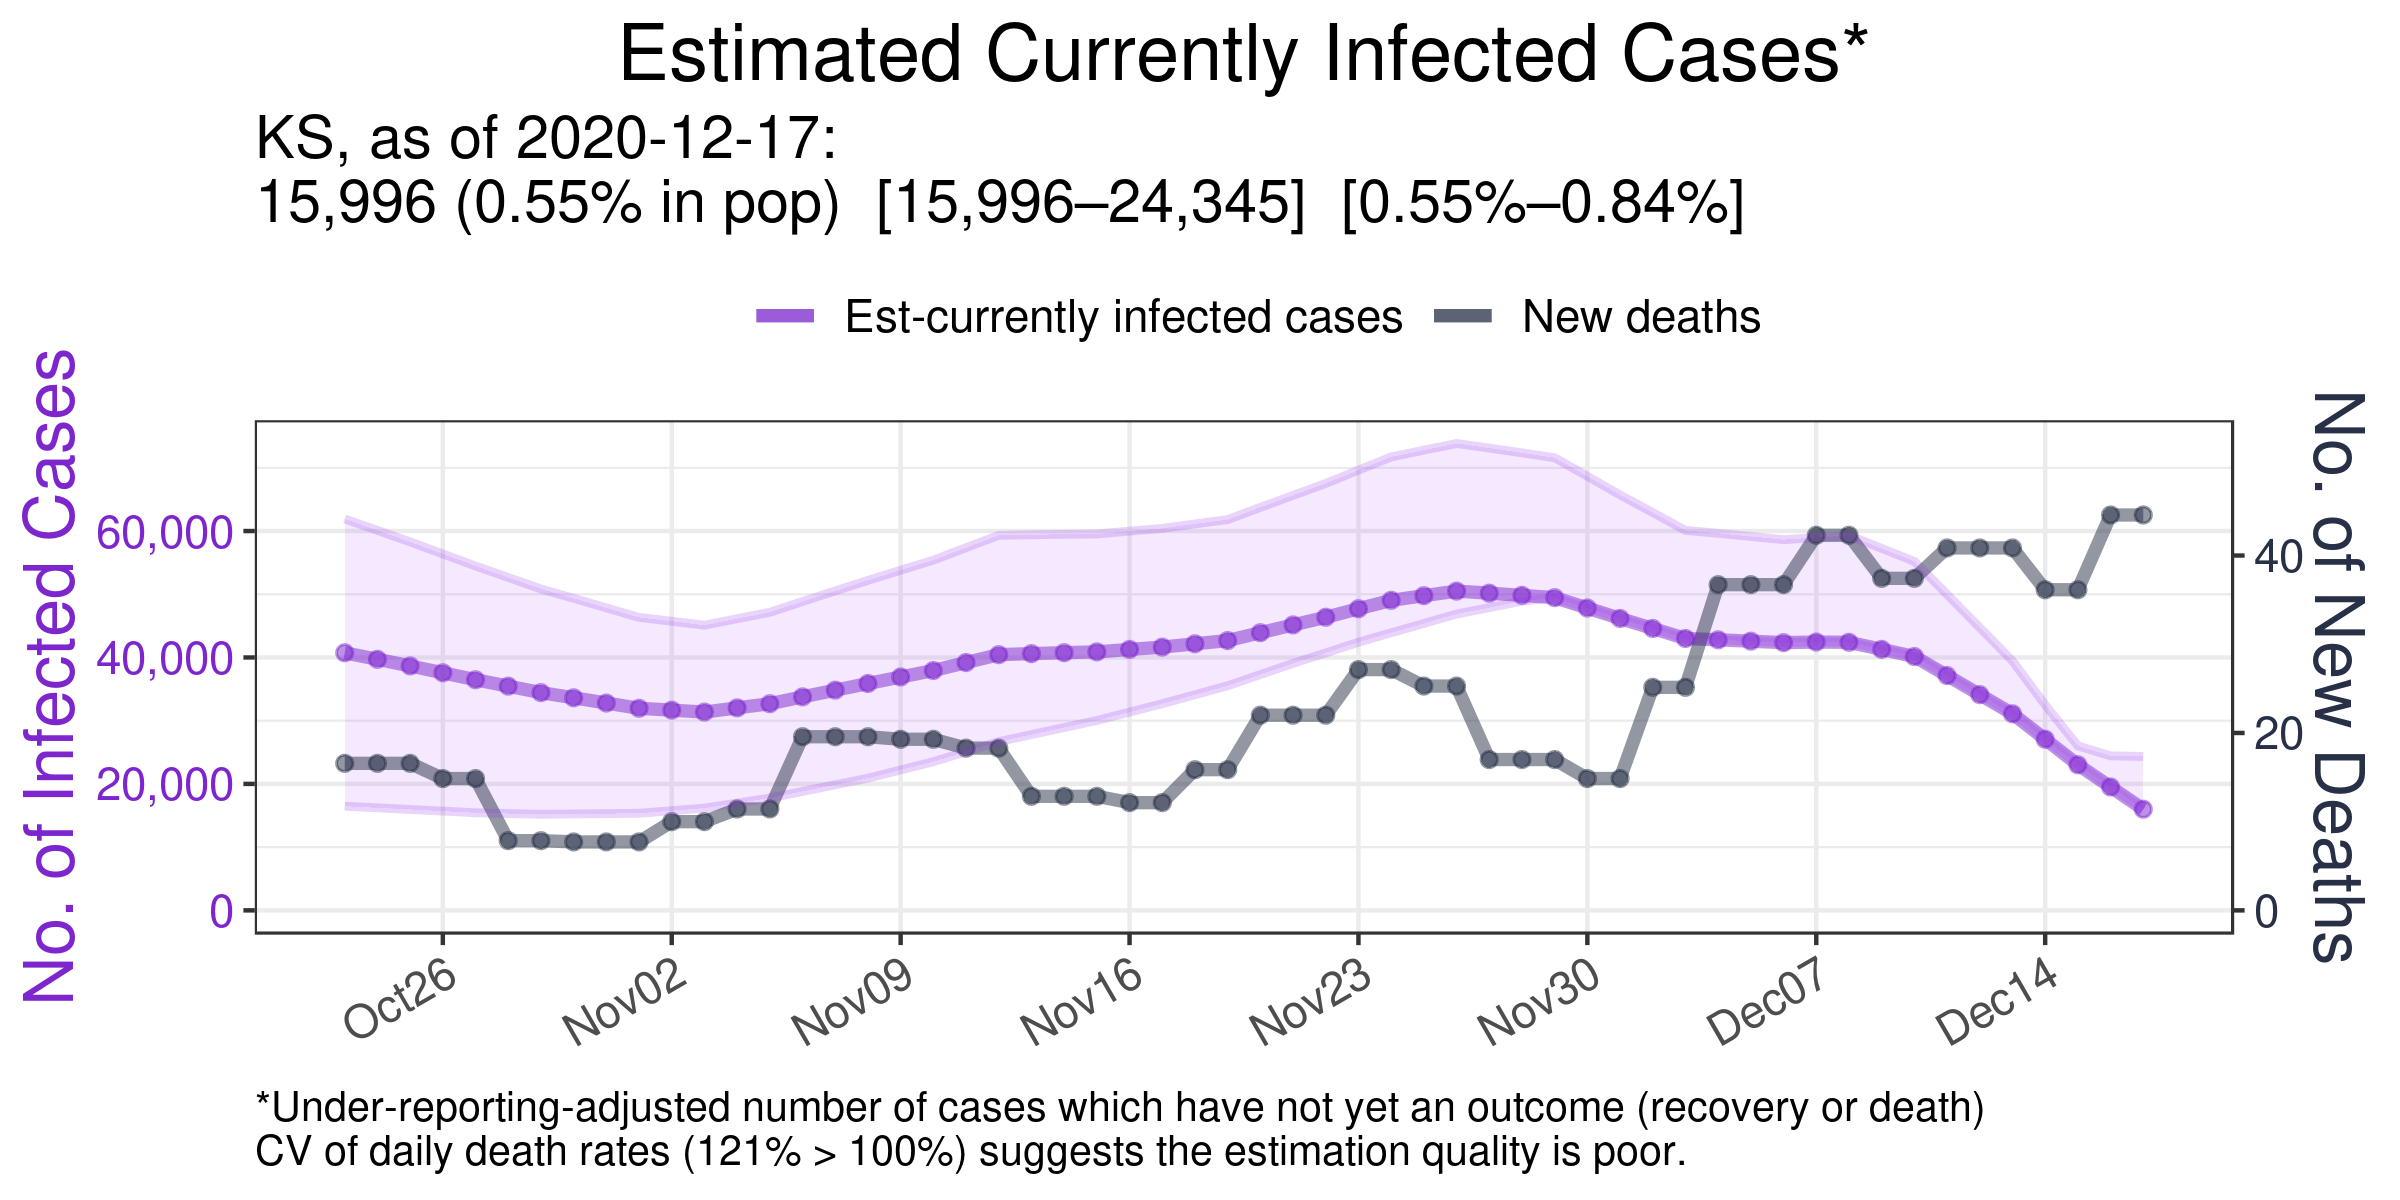 Estimated Currently Infected Cases*
KS, as of 2020-12-17:
15,996 (0.55% in pop)  [15,996–24,345]  [0.55%–0.84%]
Est-currently infected cases
New deaths
No. of Infected Cases
60,000
40,000
20,000
0
No. of New Deaths
40
20
0
Oct26
Nov02
Nov09
Nov16
Nov23
Nov30
Dec07
Dec14
*Under-reporting-adjusted number of cases which have not yet an outcome (recovery or death)
CV of daily death rates (121% > 100%) suggests the estimation quality is poor.